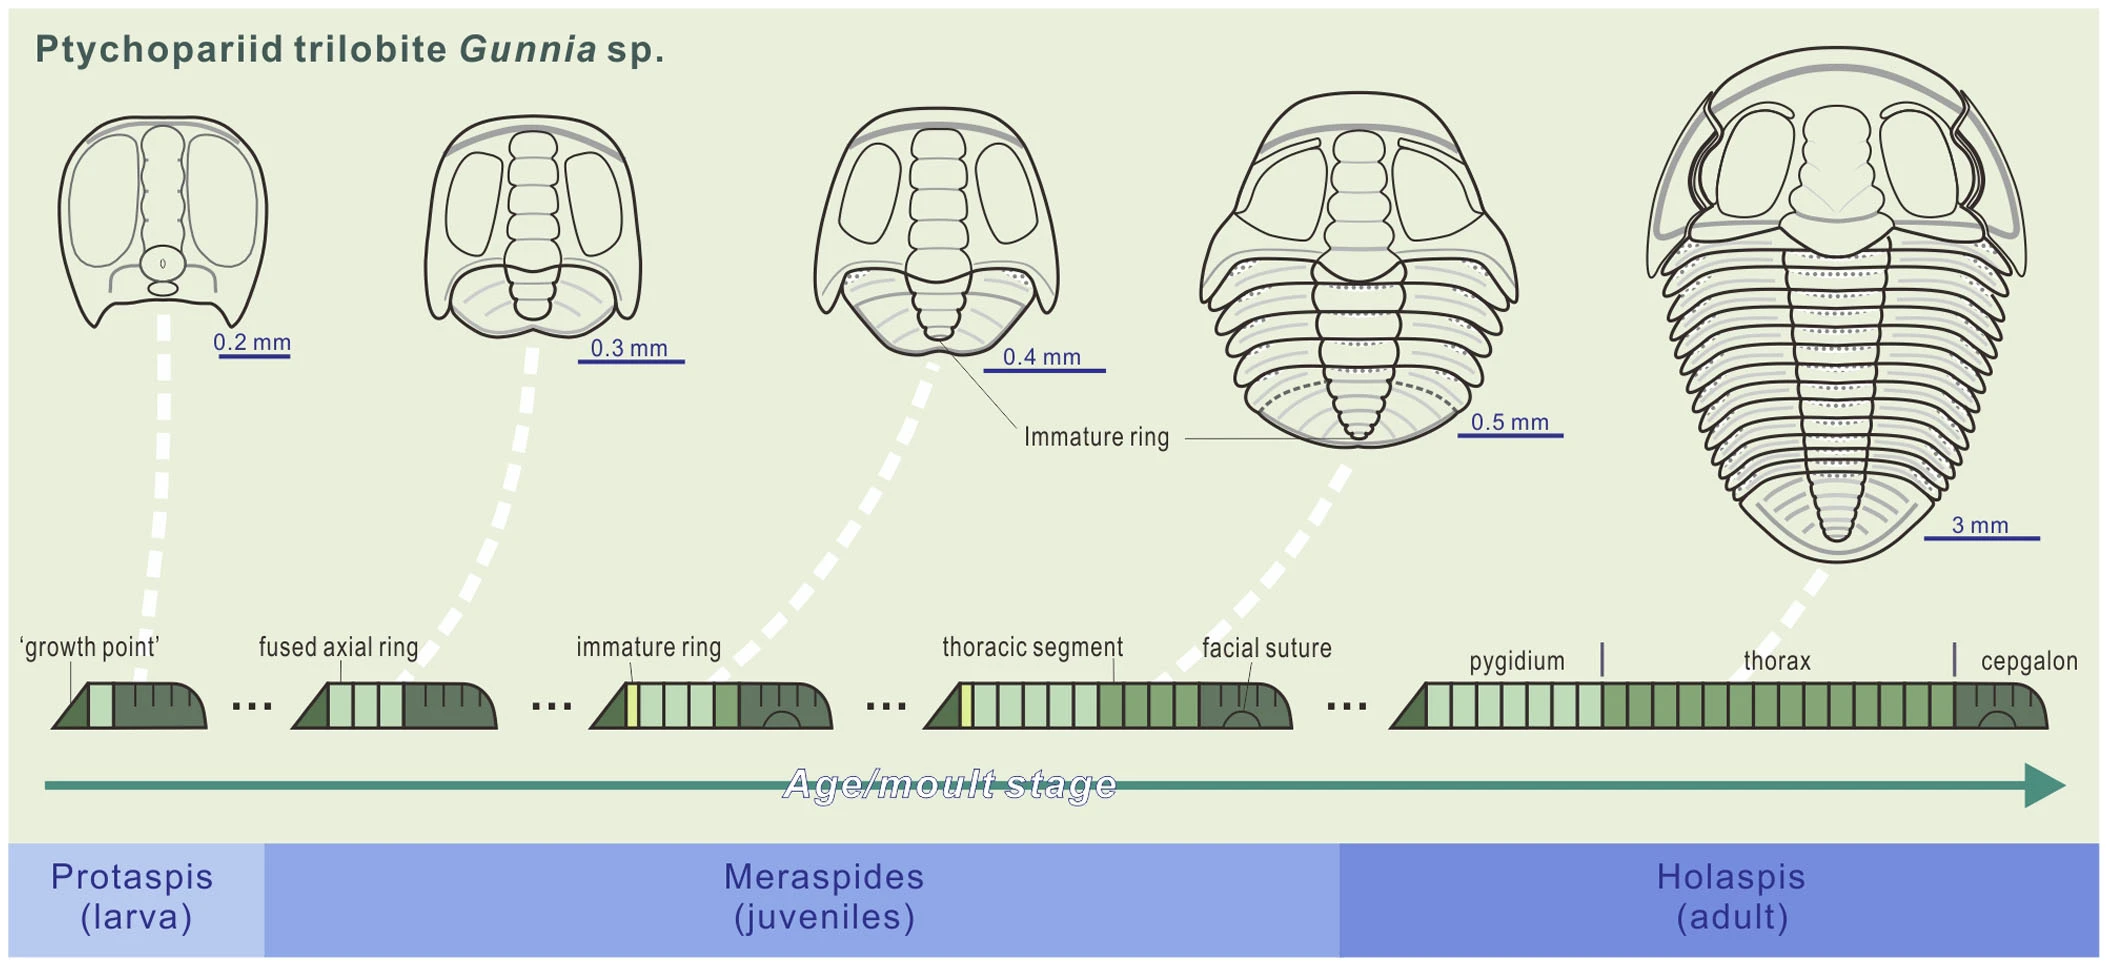 Ptychopariid trilobite Gunnia sp.
0.2 mm
0.3 mm
0.4 mm
0.5 mm
3 mm
Immature ring
'growth point'
fused axial ring
immature ring
thoracic segment
facial suture
pygidium
thorax
cepgalon
Age/moult stage
Protaspis
(larva)
Meraspides
(juveniles)
Holaspis
(adult)